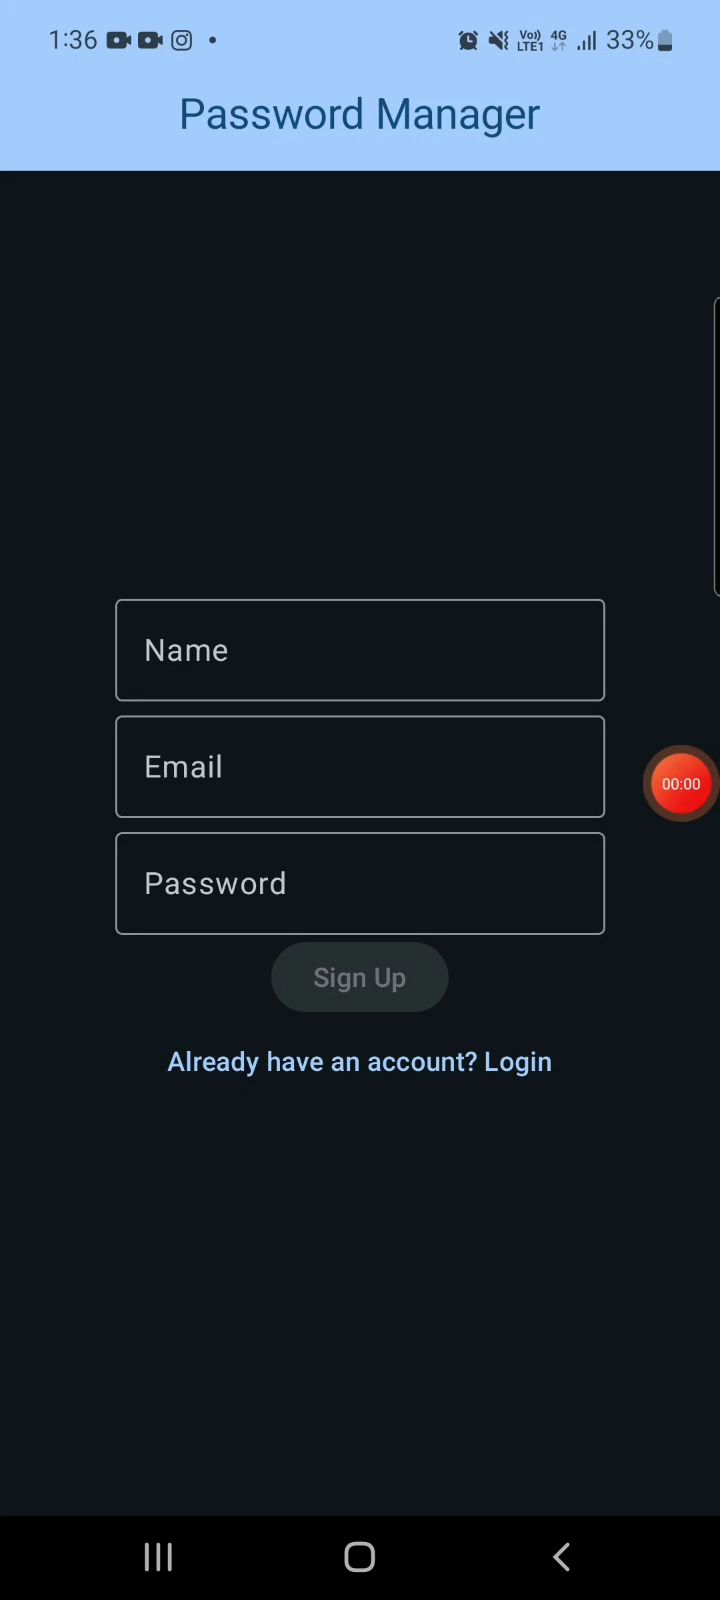 1:36 Vo)) LTE1 4G 33%
Password Manager
Name
Email
00:00
Password
Sign Up
Already have an account? Login